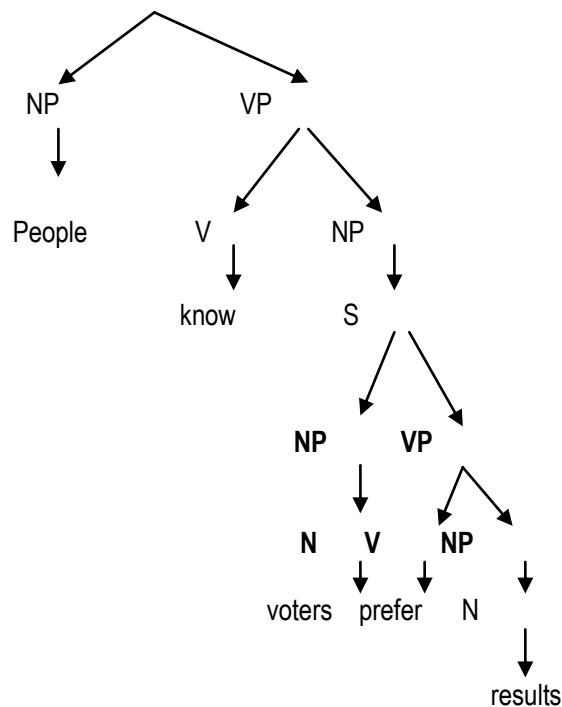 NP VP
People V NP
know S
NP VP
N V NP
voters prefer N
results